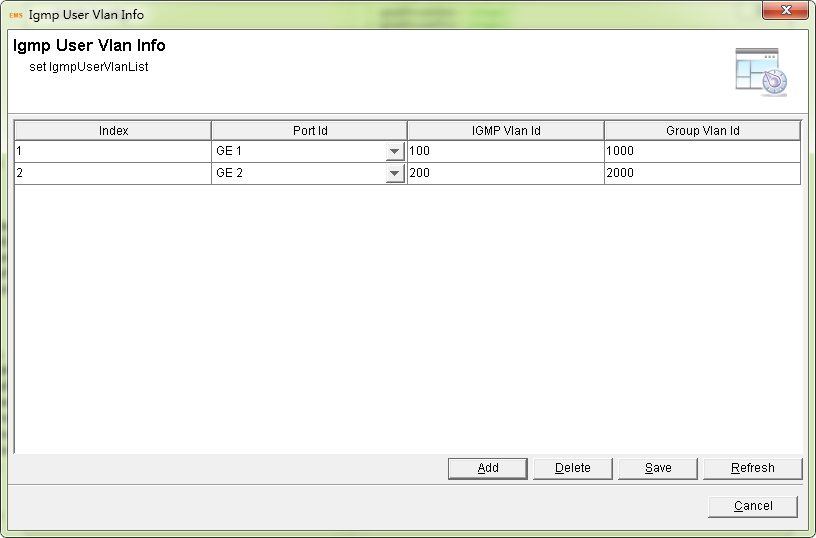 EMS Igmp User Vlan Info
Igmp User Vlan Info
set IgmpUserVlanList
Index Port Id IGMP Vlan Id Group Vlan Id
1 GE 1 100 1000
2 GE 2 200 2000
Add Delete Save Refresh
Cancel